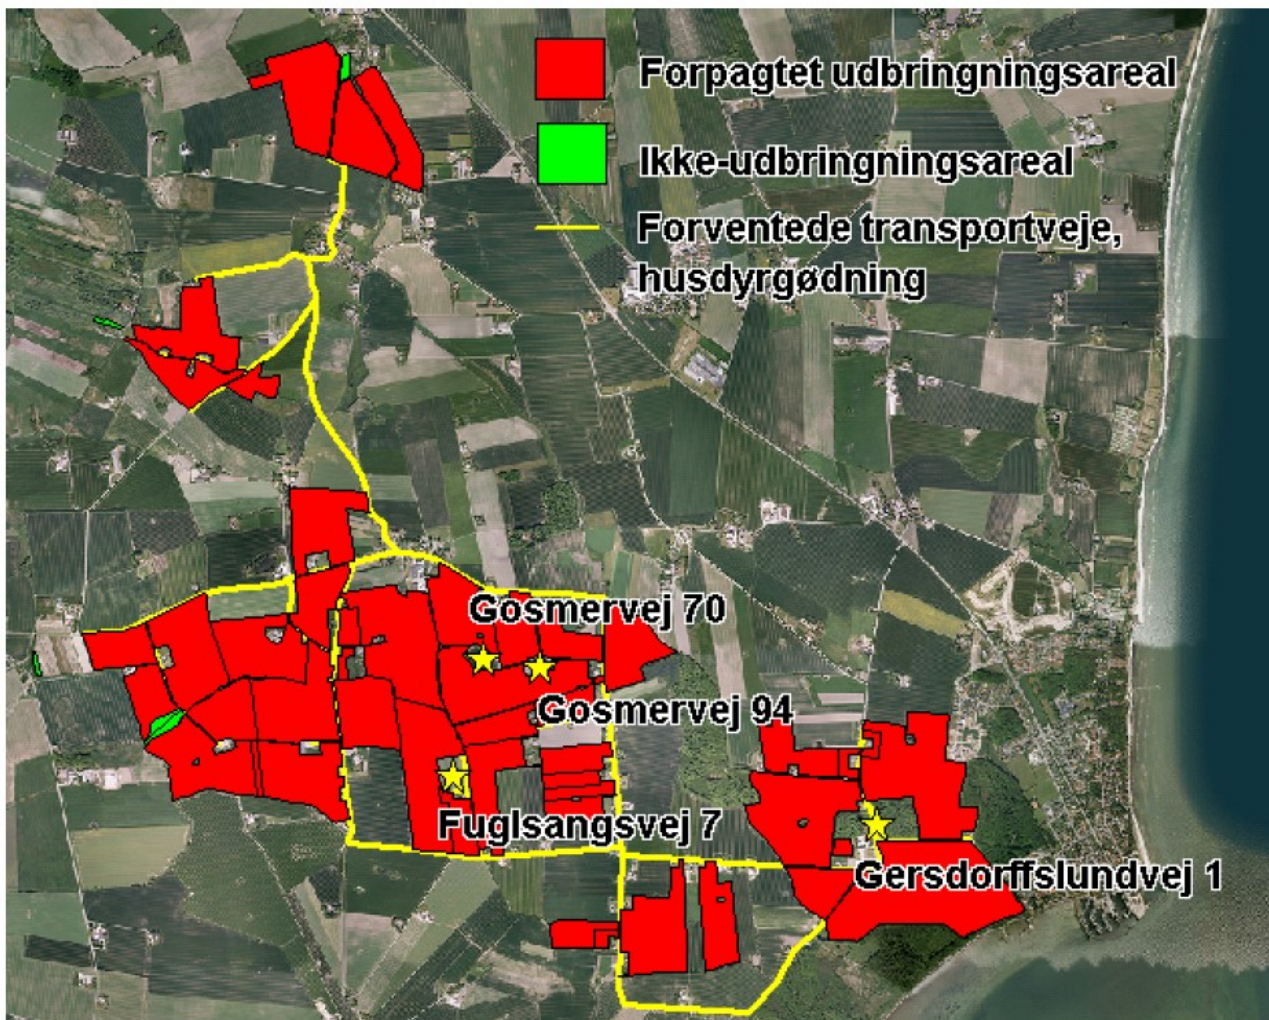 Forpagtet udbringningsareal
Ikke-udbringningsareal
Forventede transportveje,
husdyrgødning
Gosmervej 70
Gosmervej 94
Fuglsangsvej 7
Gersdorffslundvej 1